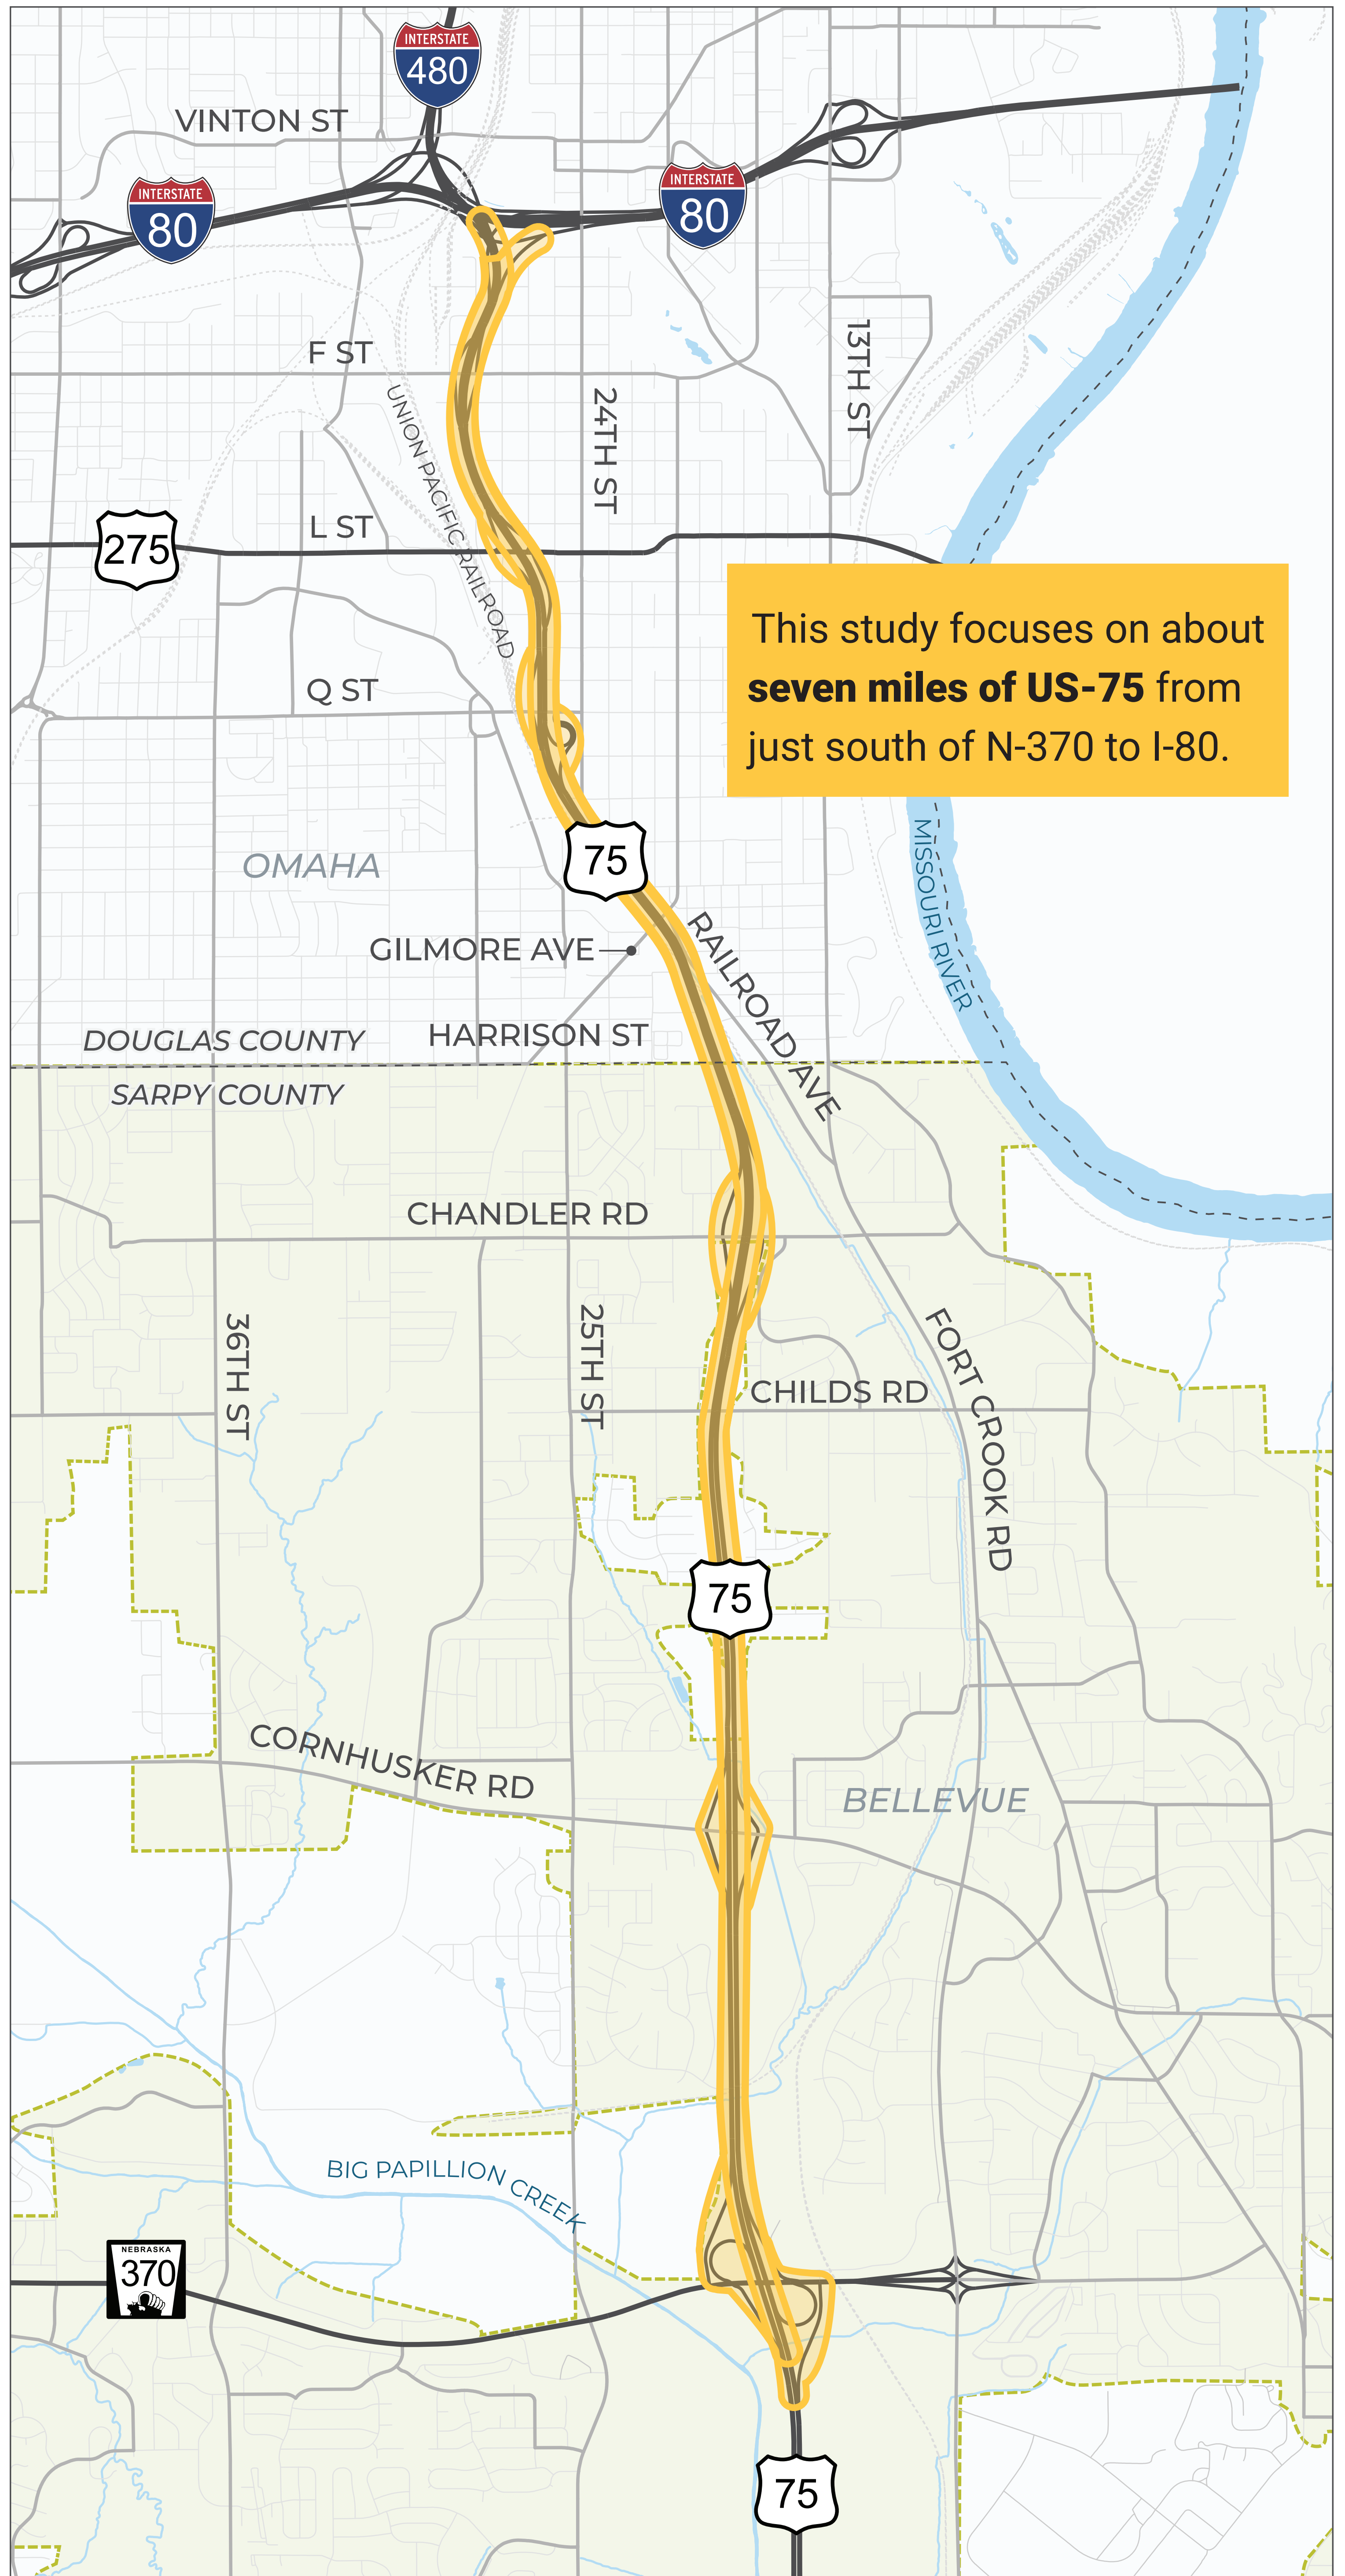 INTERSTATE
480
VINTON ST
INTERSTATE
80
INTERSTATE
80
F ST
13TH ST
24TH ST
UNION PACIFIC RAILROAD
L ST
275
This study focuses on about
seven miles of US-75 from
just south of N-370 to I-80.
Q ST
75
OMAHA
MISSOURI RIVER
GILMORE AVE
RAILROAD AVE
DOUGLAS COUNTY
HARRISON ST
SARPY COUNTY
CHANDLER RD
36TH ST
25TH ST
FORT CROOK RD
CHILDS RD
75
CORNHUSKER RD
BELLEVUE
BIG PAPILLION CREEK
NEBRASKA
370
75